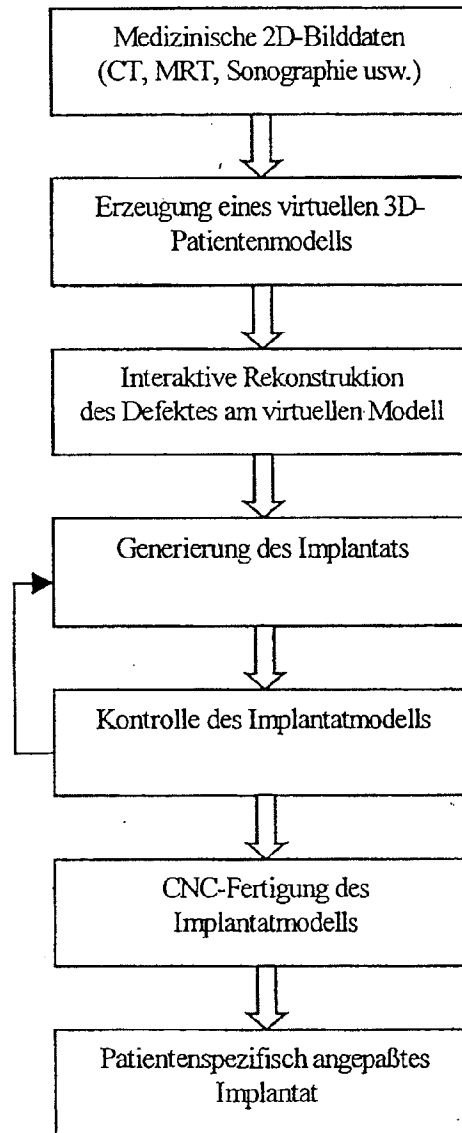 Medizinische 2D-Bilddaten
(CT, MRT, Sonographie usw.)
Erzeugung eines virtuellen 3D-
Patientenmodells
Interaktive Rekonstruktion
des Defektes am virtuellen Modell
Generierung des Implantats
Kontrolle des Implantatmodells
CNC-Fertigung des
Implantatmodells
Patientenspezifisch angepaßtes
Implantat